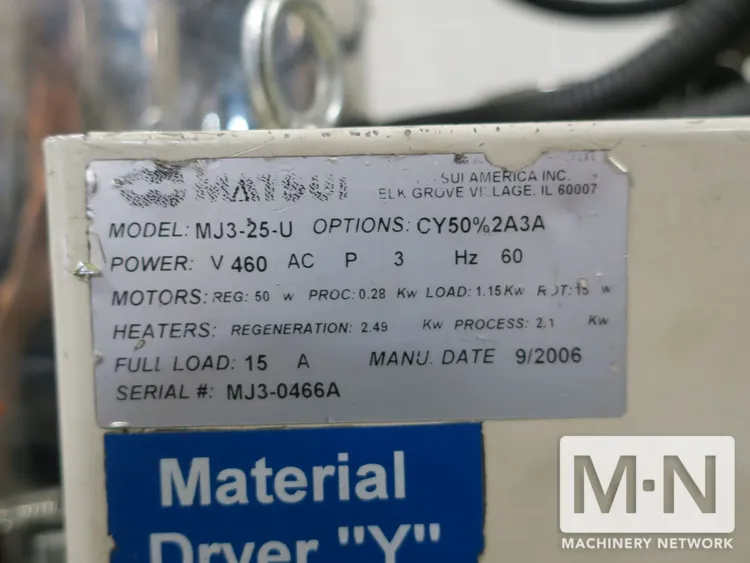 MATSUI
SUI AMERICA INC.
ELK GROVE VILLAGE, IL 60007
MODEL: MJ3-25-U OPTIONS: CY50%2A3A
POWER: V 460 AC P 3 Hz 60
MOTORS: REG: 50 W PROC: 0.28 Kw LOAD: 1.15Kw ROT: 15 W
HEATERS: REGENERATION: 2.49 Kw PROCESS: 2.1 Kw
FULL LOAD: 15 A MANU. DATE 9/2006
SERIAL #: MJ3-0466A
Material
Dryer "Y"
M·N
MACHINERY NETWORK